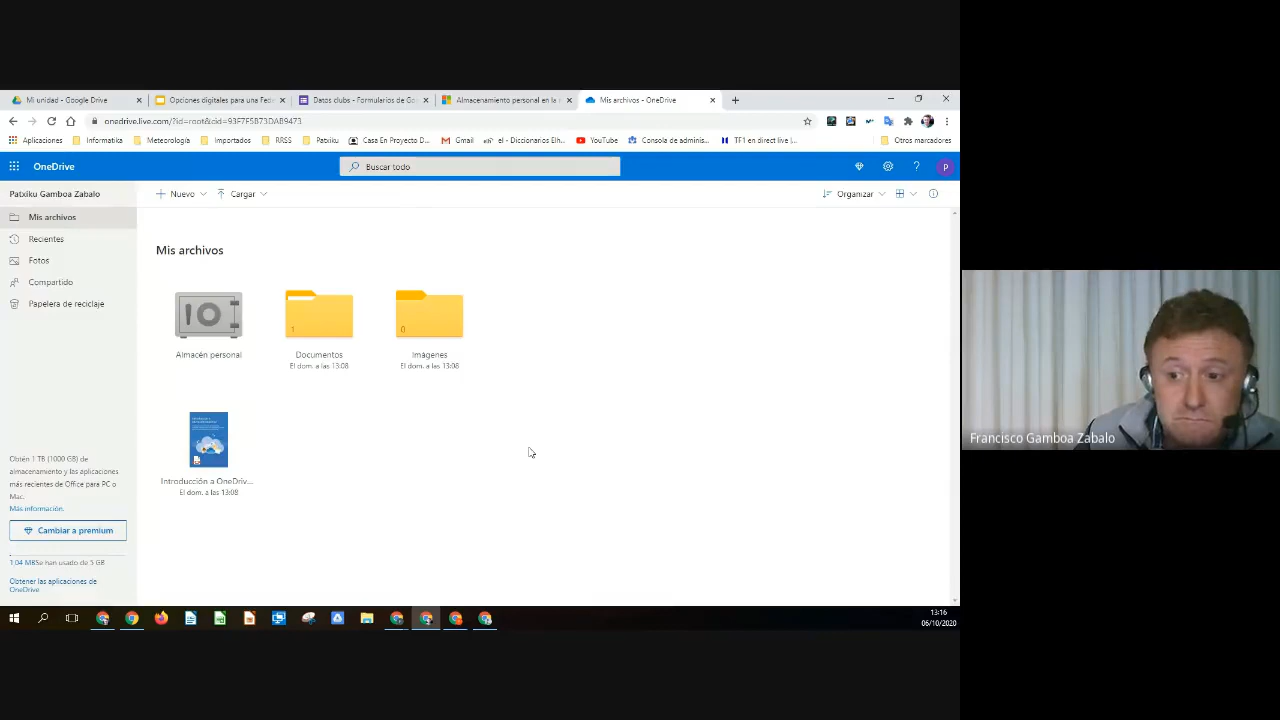 Mi unidad - Google Drive
Opciones digitales para una Fede
Datos clubs - Formularios de Goo
Almacenamiento personal en la n
Mis archivos - OneDrive
onedrive.live.com/?id=root&cid=93F7F5B73DAB9473
Aplicaciones
Informatika
Meteorología
Importados
RRSS
Patxiku
Casa En Proyecto D...
Gmail
el - Diccionarios Elh...
YouTube
Consola de adminis...
TF1 en direct live |...
Otros marcadores
OneDrive
Buscar todo
P
Patxiku Gamboa Zabalo
Nuevo
Cargar
Organizar
Mis archivos
Recientes
Fotos
Compartido
Papelera de reciclaje
Mis archivos
Almacén personal
1
Documentos
El dom. a las 13:08
0
Imágenes
El dom. a las 13:08
Introducción a OneDriv...
El dom. a las 13:08
Obtén 1 TB (1000 GB) de
almacenamiento y las aplicaciones
más recientes de Office para PC o
Mac.
Más información.
Cambiar a premium
1,04 MBSe han usado de 5 GB
Obtener las aplicaciones de
OneDrive
13:16
06/10/2020
Francisco Gamboa Zabalo